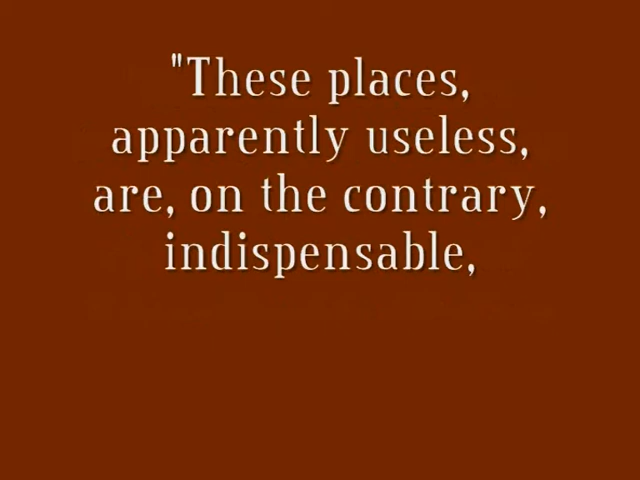 "These places,
apparently useless,
are, on the contrary,
indispensable,